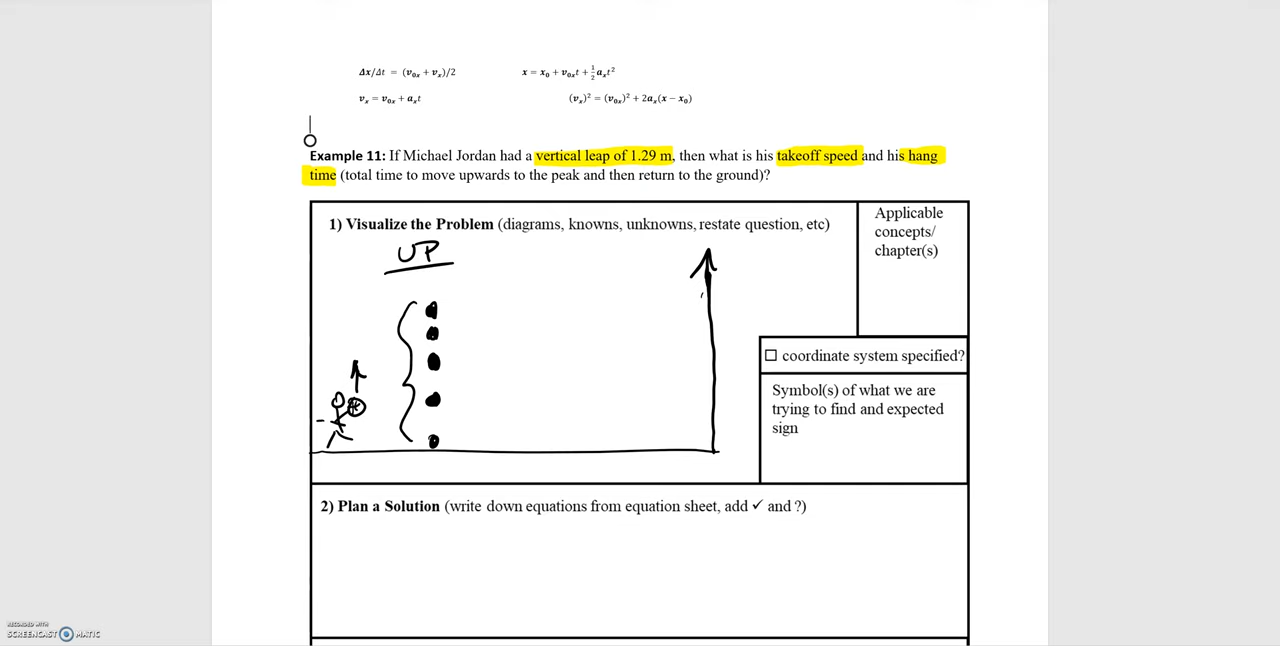 Δx/Δt = (v₀ₓ + vₓ)/2
x = x₀ + v₀ₓt + ½aₓt²
vₓ = v₀ₓ + aₓt
(vₓ)² = (v₀ₓ)² + 2aₓ(x − x₀)
Example 11: If Michael Jordan had a vertical leap of 1.29 m, then what is his takeoff speed and his hang
time (total time to move upwards to the peak and then return to the ground)?
1) Visualize the Problem (diagrams, knowns, unknowns, restate question, etc)
Applicable
concepts/
chapter(s)
UP
☐ coordinate system specified?
Symbol(s) of what we are
trying to find and expected
sign
2) Plan a Solution (write down equations from equation sheet, add ✓ and ?)
RECORDED WITH
SCREENCAST MATIC